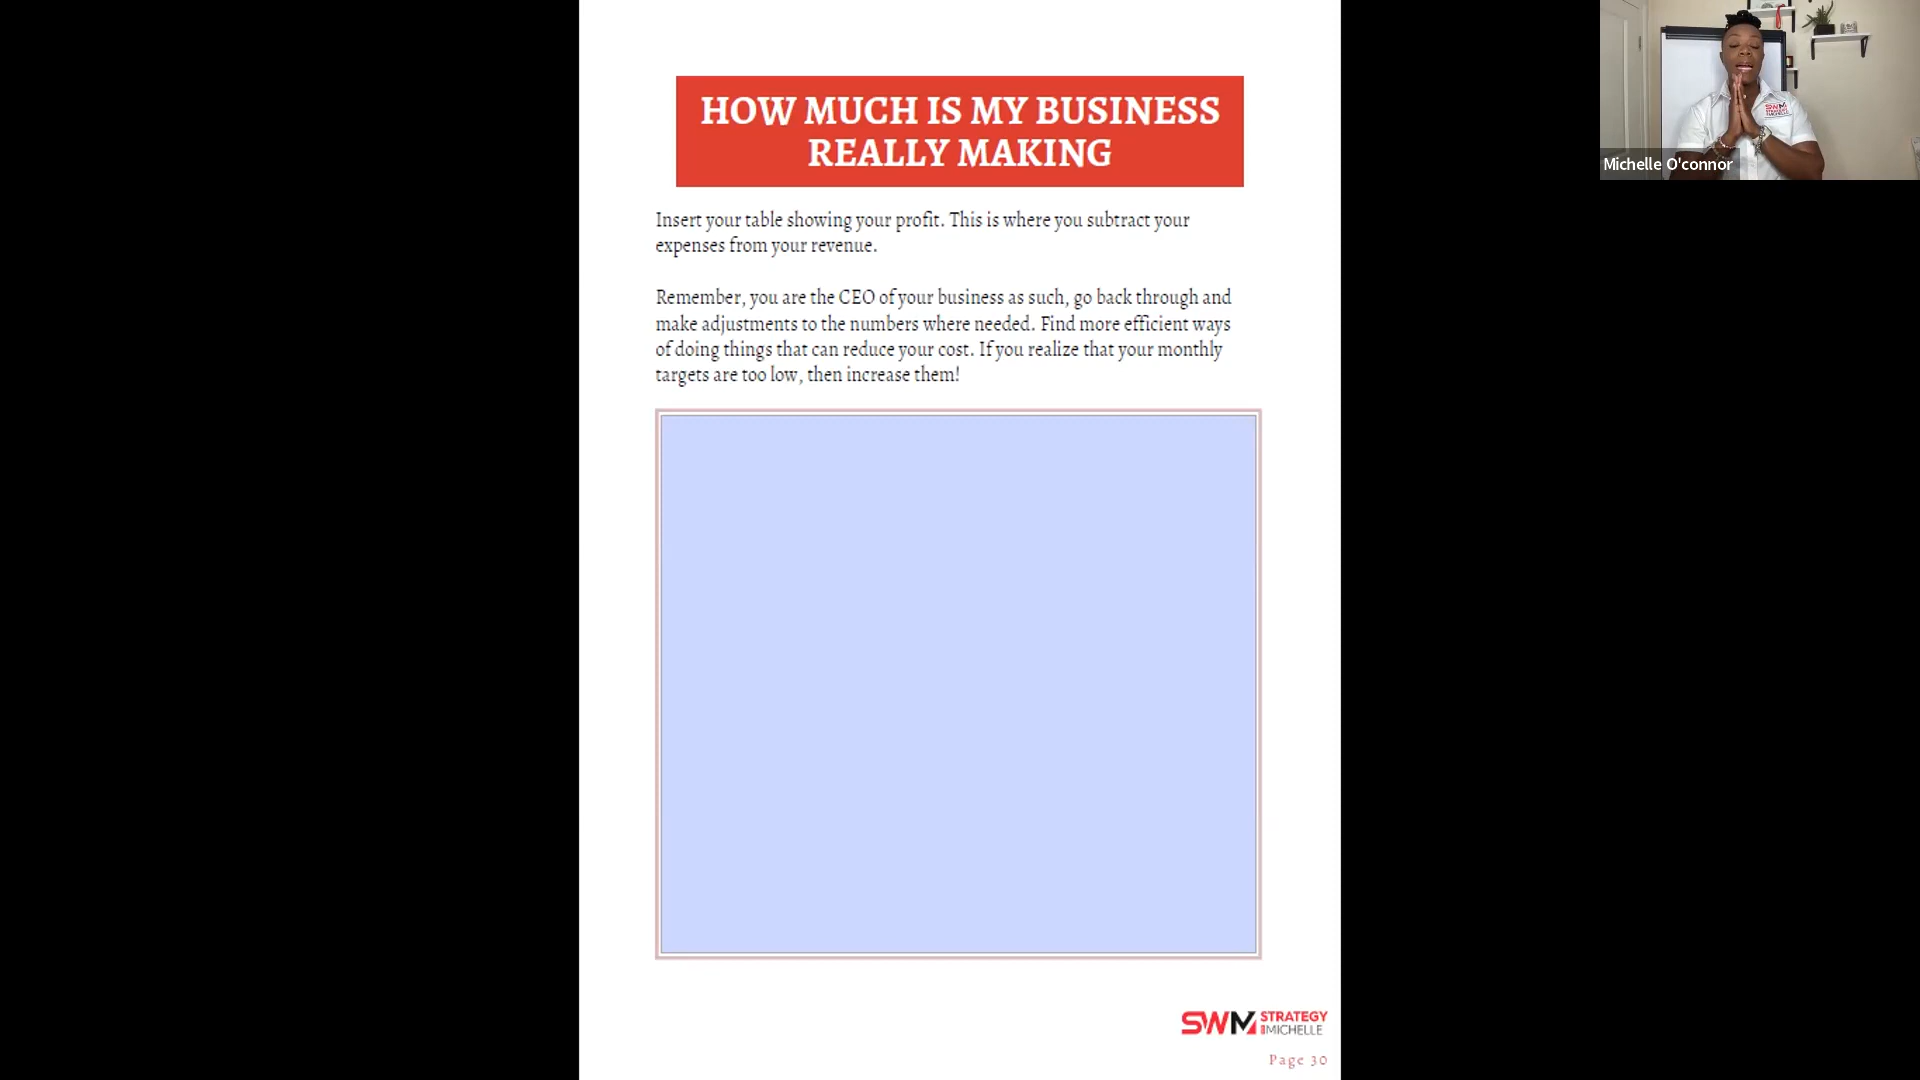 HOW MUCH IS MY BUSINESS
REALLY MAKING
Insert your table showing your profit. This is where you subtract your
expenses from your revenue.
Remember, you are the CEO of your business as such, go back through and
make adjustments to the numbers where needed. Find more efficient ways
of doing things that can reduce your cost. If you realize that your monthly
targets are too low, then increase them!
SWM STRATEGY
MICHELLE
Page 30
SWM
Michelle O'connor